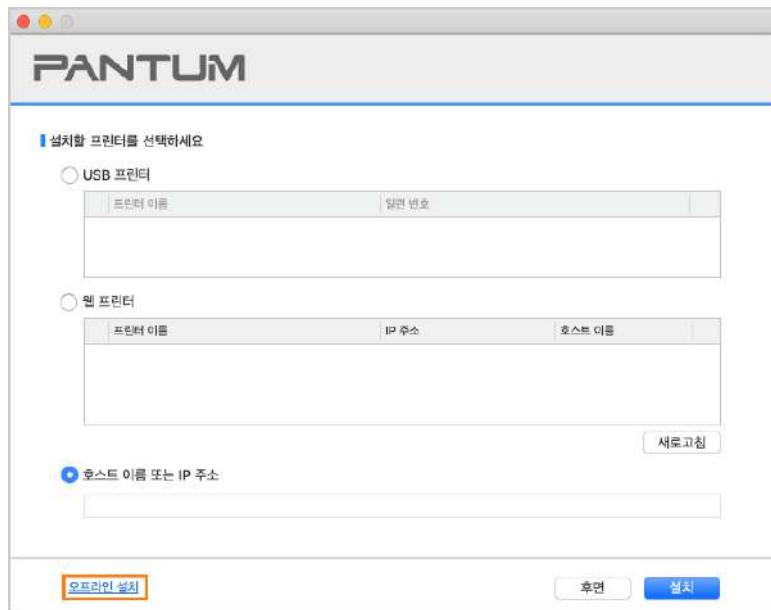 PANTUM
설치할 프린터를 선택하세요
USB 프린터
프린터 이름 일련 번호
웹 프린터
프린터 이름 IP 주소 호스트 이름
새로고침
호스트 이름 또는 IP 주소
오프라인 설치 후면 설치